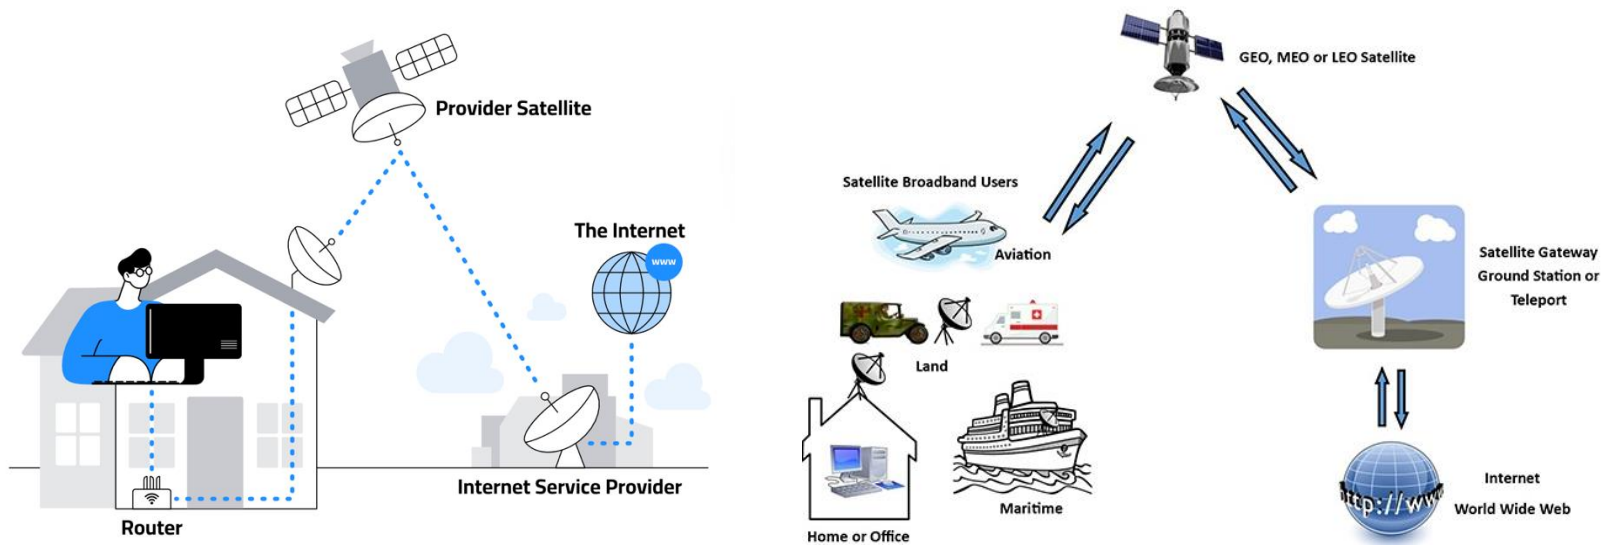 Provider Satellite
The Internet
www
Internet Service Provider
Router
GEO, MEO or LEO Satellite
Satellite Broadband Users
Aviation
Land
Home or Office
Maritime
Satellite Gateway
Ground Station or
Teleport
http://www
Internet
World Wide Web